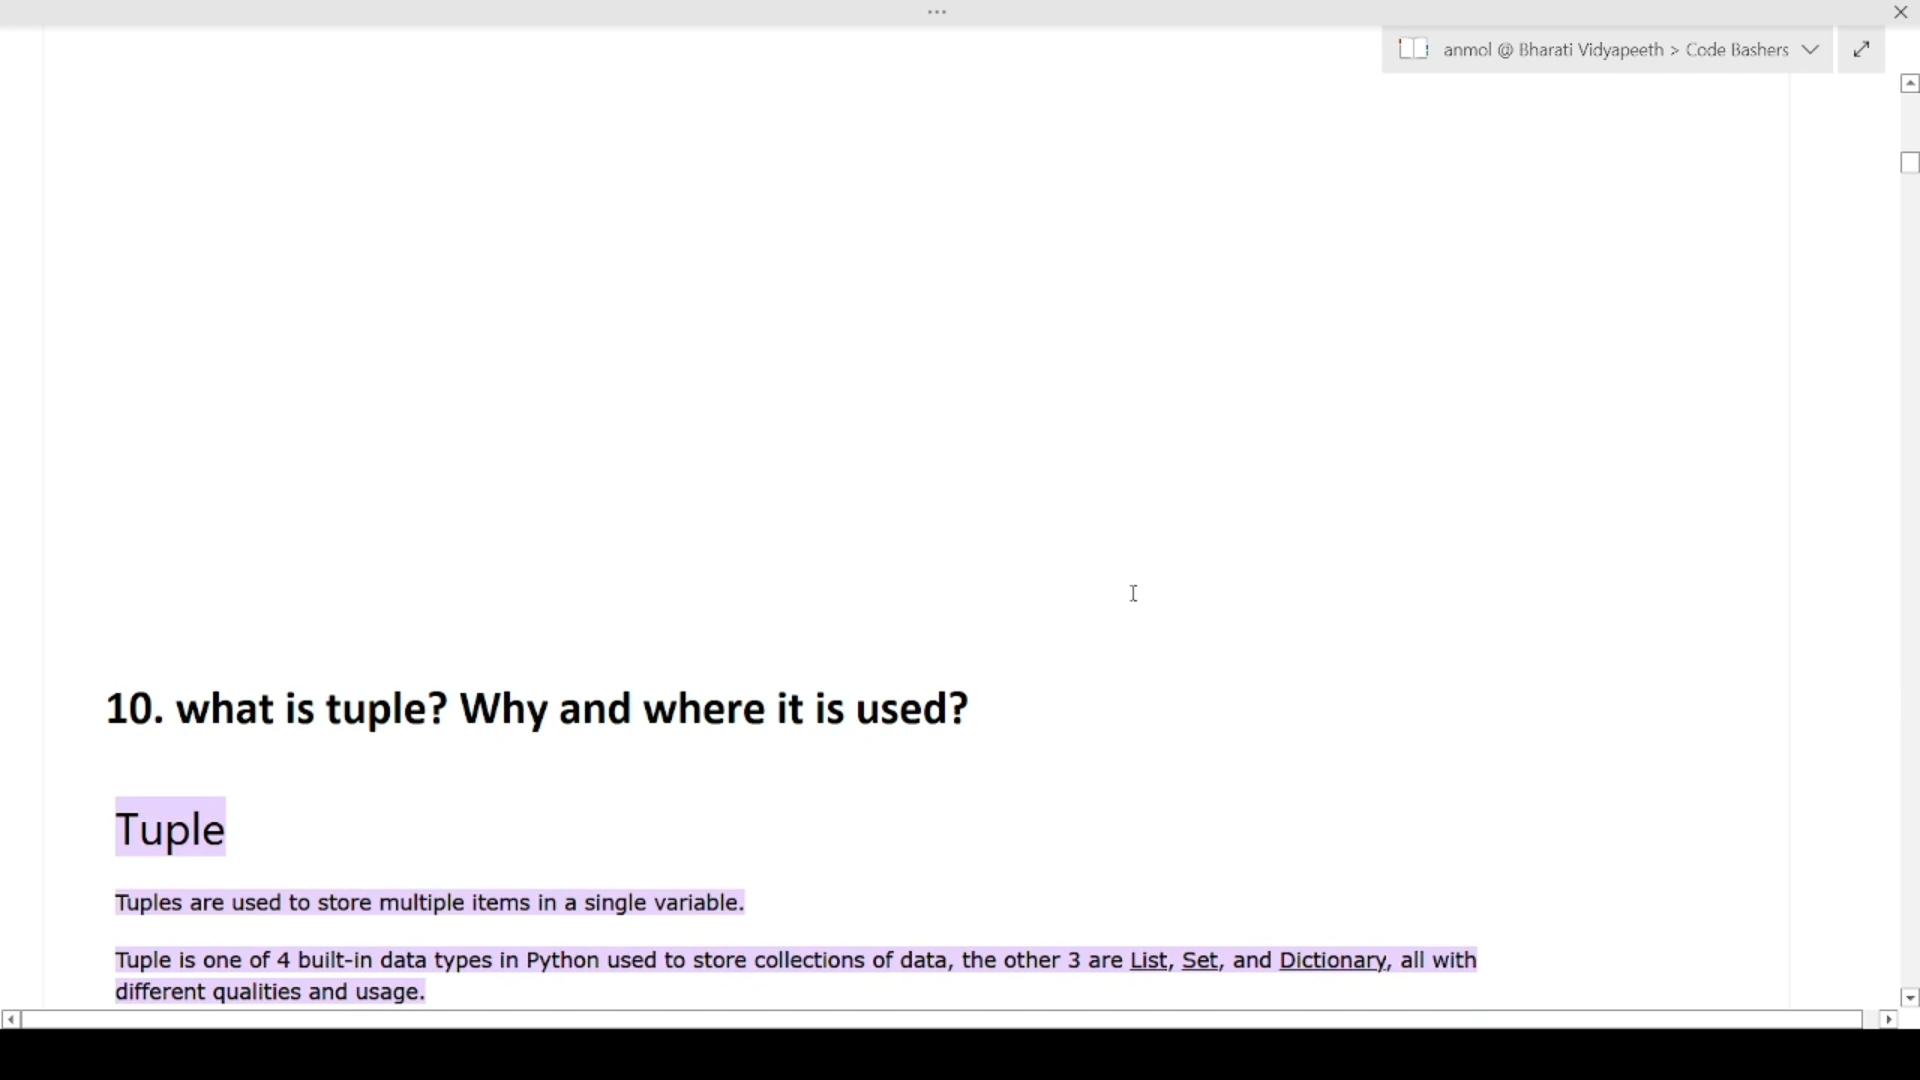 ...
anmol @ Bharati Vidyapeeth > Code Bashers
10. what is tuple? Why and where it is used?
Tuple
Tuples are used to store multiple items in a single variable.
Tuple is one of 4 built-in data types in Python used to store collections of data, the other 3 are List, Set, and Dictionary, all with
different qualities and usage.